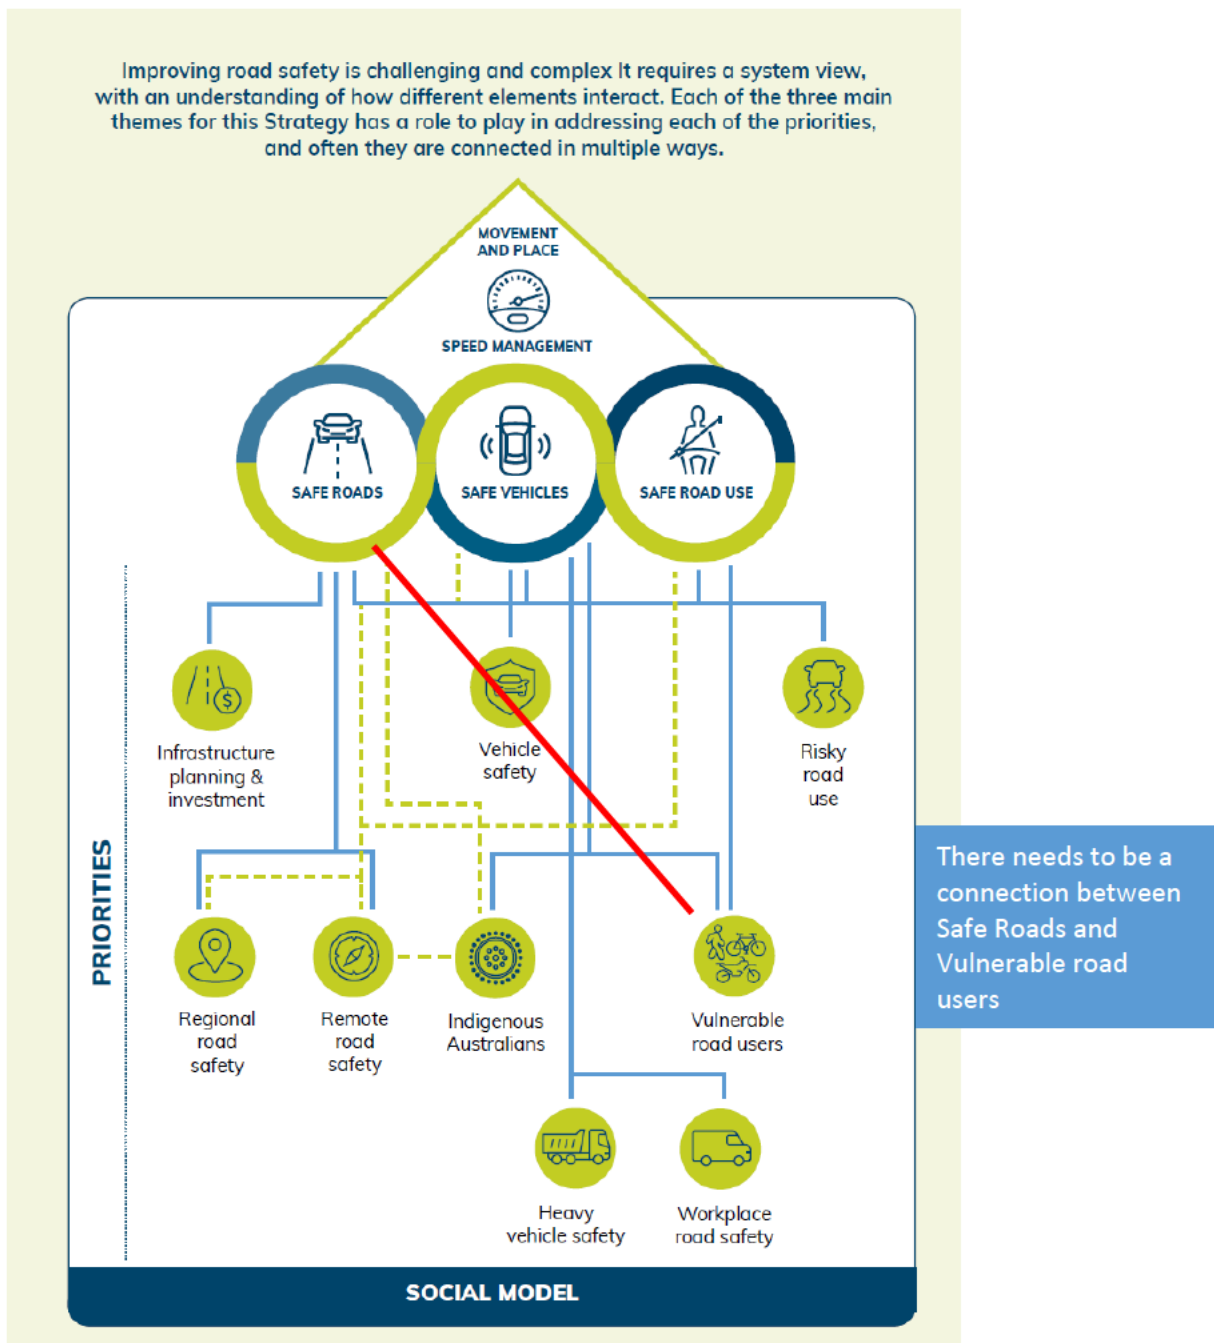 Improving road safety is challenging and complex It requires a system view,
with an understanding of how different elements interact. Each of the three main
themes for this Strategy has a role to play in addressing each of the priorities,
and often they are connected in multiple ways.
MOVEMENT
AND PLACE
SPEED MANAGEMENT
SAFE ROADS
SAFE VEHICLES
SAFE ROAD USE
PRIORITIES
$
Infrastructure
planning &
investment
Vehicle
safety
Risky
road
use
There needs to be a
connection between
Safe Roads and
Vulnerable road
users
Regional
road
safety
Remote
road
safety
Indigenous
Australians
Vulnerable
road users
Heavy
vehicle safety
Workplace
road safety
SOCIAL MODEL